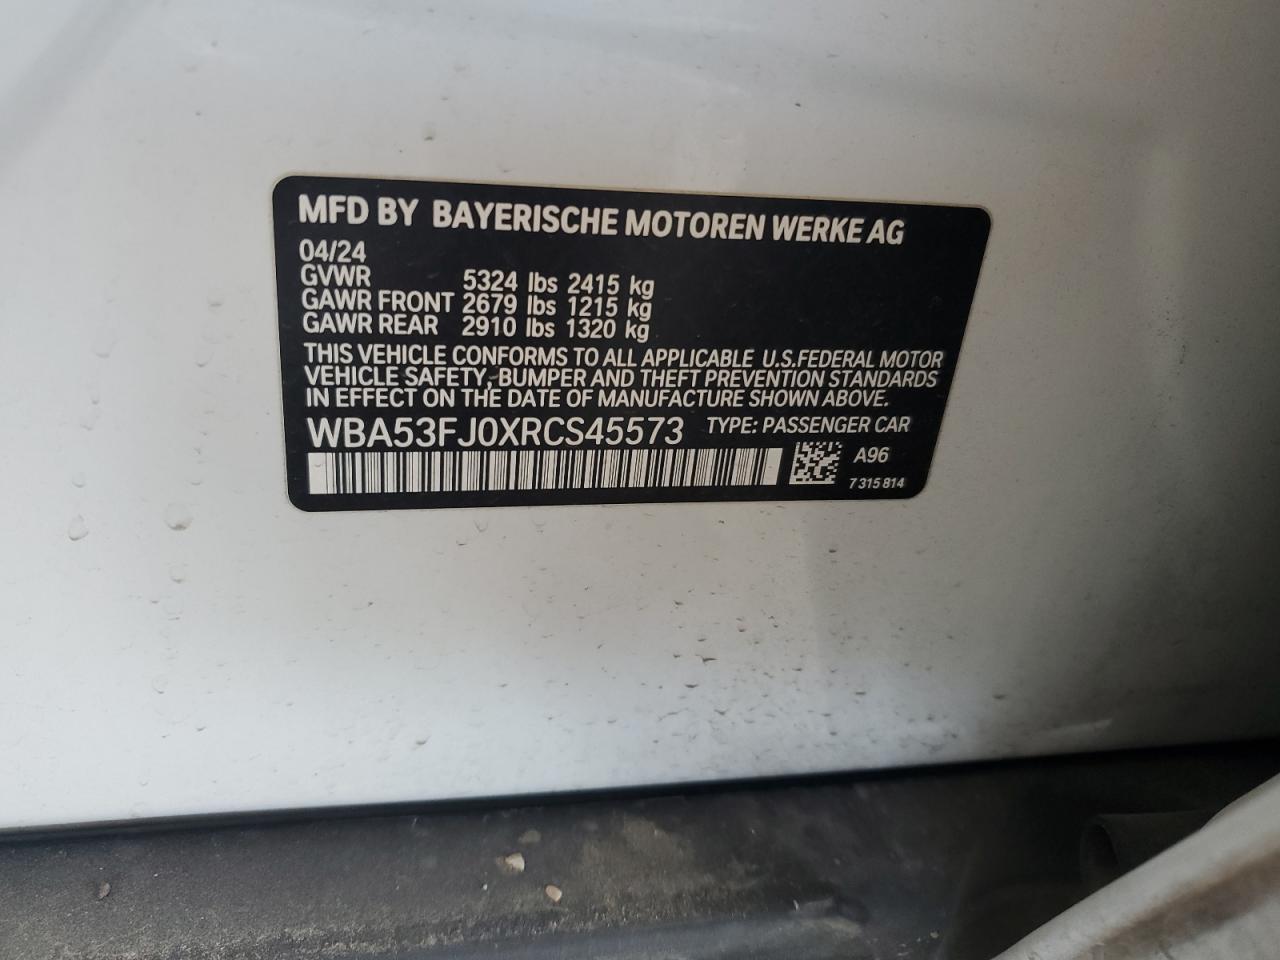 MFD BY BAYERISCHE MOTOREN WERKE AG
04/24
GVWR 5324 lbs 2415 kg
GAWR FRONT 2679 lbs 1215 kg
GAWR REAR 2910 lbs 1320 kg
THIS VEHICLE CONFORMS TO ALL APPLICABLE U.S.FEDERAL MOTOR
VEHICLE SAFETY, BUMPER AND THEFT PREVENTION STANDARDS
IN EFFECT ON THE DATE OF MANUFACTURE SHOWN ABOVE.
WBA53FJ0XRCS45573 TYPE: PASSENGER CAR
A96
7 315 814